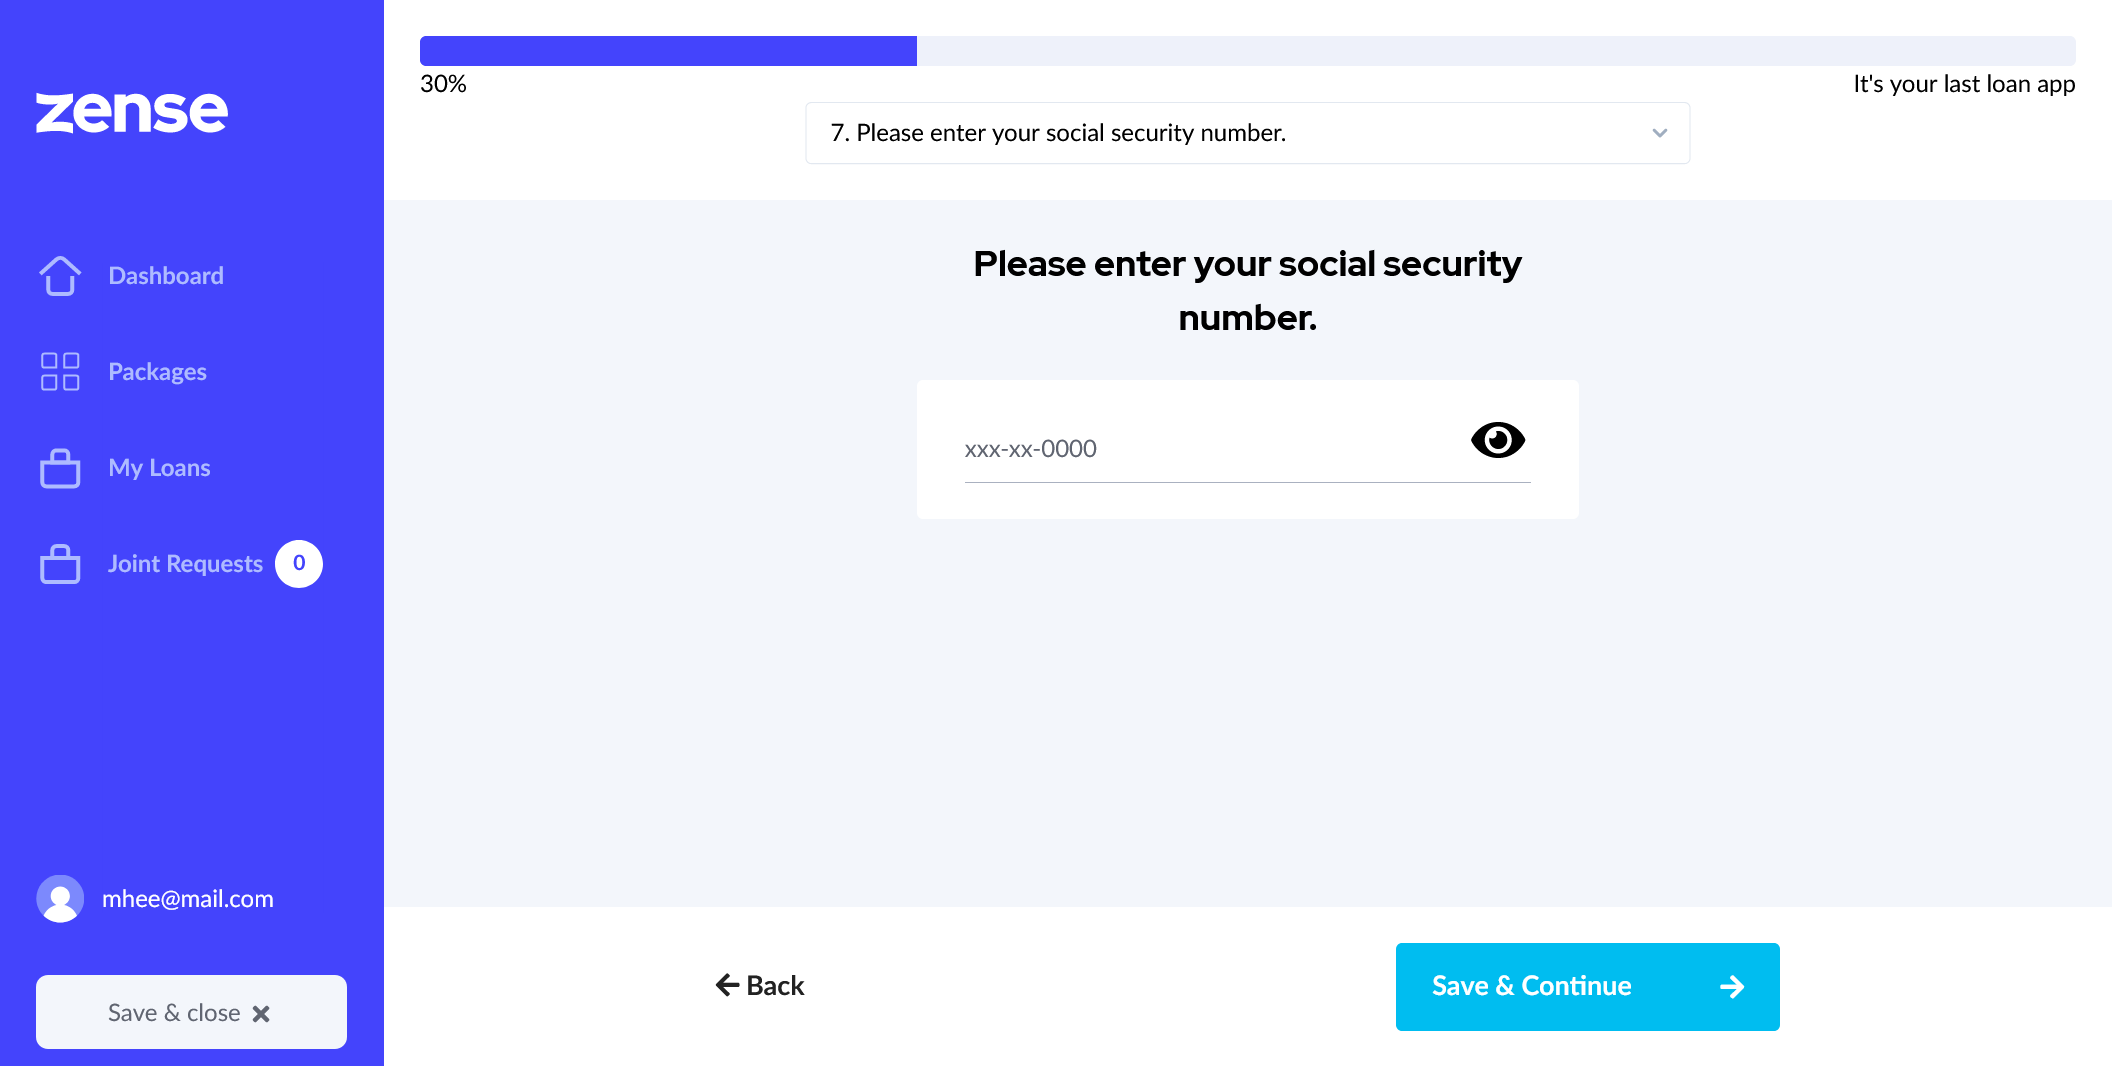 zense
Dashboard
Packages
My Loans
Joint Requests 0
mhee@mail.com
Save & close
30%
It's your last loan app
7. Please enter your social security number.
Please enter your social security
number.
xxx-xx-0000
Back
Save & Continue